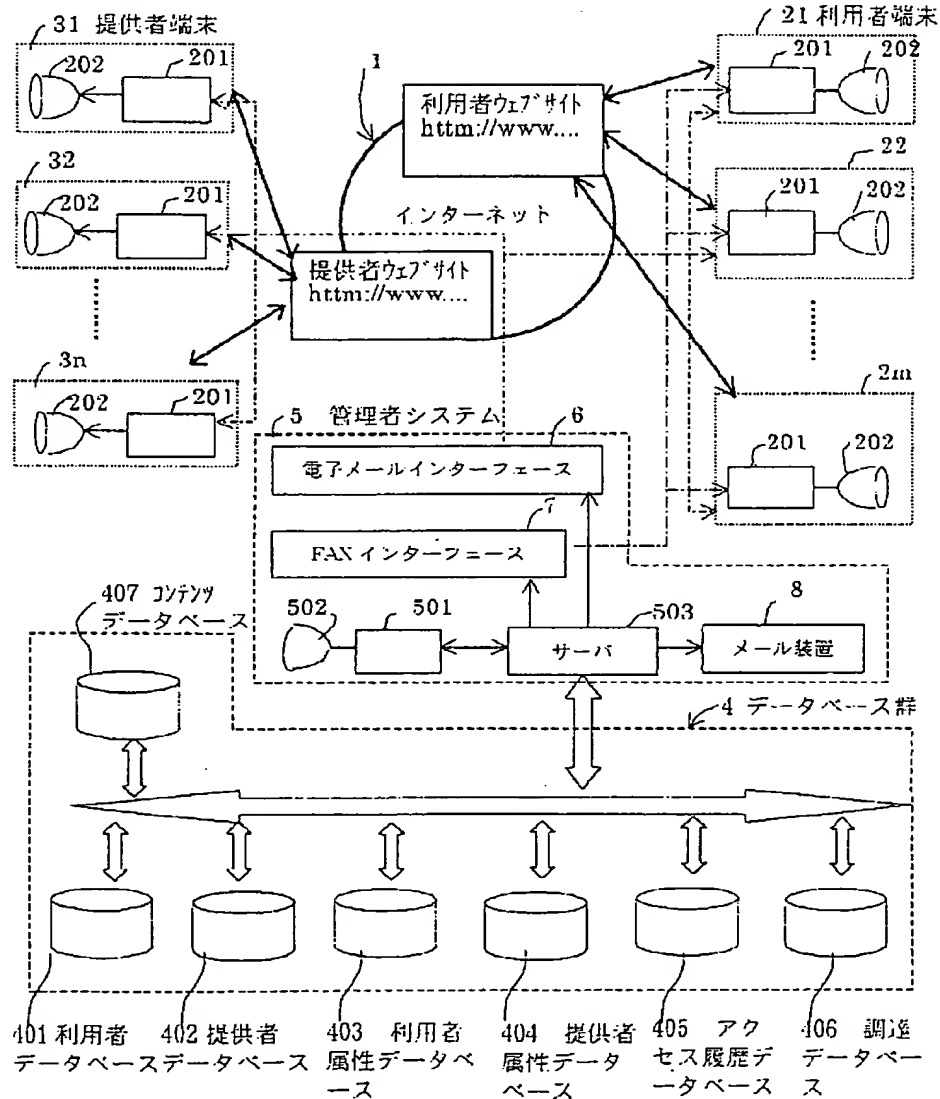 31 提供者端末
202
201
21 利用者端末
201
202
1
利用者ウェブサイト
httm://www....
32
202
201
22
201
202
インターネット
提供者ウェブサイト
httm://www....
3n
202
201
2m
201
202
5 管理者システム
6
電子メールインターフェース
7
FAXインターフェース
407 コンテンツ
データベース
502
501
503
サーバ
8
メール装置
4 データベース群
401 利用者
データベース
402 提供者
データベース
403 利用者
属性データベ
ース
404 提供者
属性データ
ベース
405 アク
セス履歴デ
ータベース
406 調達
データベー
ス